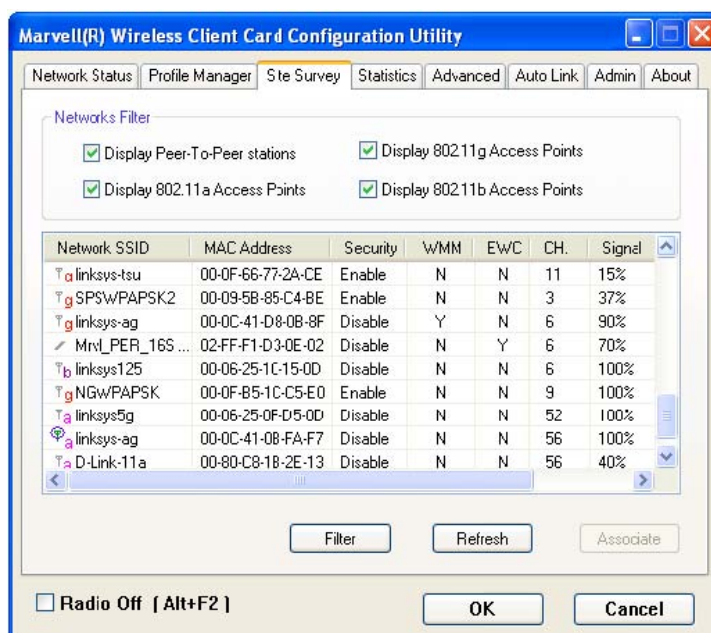 Marvell(R) Wireless Client Card Configuration Utility
Network Status Profile Manager Site Survey Statistics Advanced Auto Link Admin About
Networks Filter
Display Peer-To-Peer stations Display 802.11g Access Points
Display 802.11a Access Points Display 802.11b Access Points
Network SSID MAC Address Security WMM EWC CH. Signal
g linksys-tsu 00-0F-66-77-2A-CE Enable N N 11 15%
g SPSWPAPSK2 00-09-5B-85-C4-BE Enable N N 3 37%
g linksys-ag 00-0C-41-D8-0B-8F Disable Y N 6 90%
Mrvl_PER_16S ... 02-FF-F1-D3-0E-02 Disable N Y 6 70%
b linksys125 00-06-25-1C-15-0D Disable N N 6 100%
g NGWPAPSK 00-0F-B5-1C-C5-E0 Enable N N 9 100%
a linksys5g 00-06-25-0F-D5-0D Disable N N 52 100%
a linksys-ag 00-0C-41-0B-FA-F7 Disable N N 56 100%
a D-Link-11a 00-80-C8-1B-2E-13 Disable N N 56 40%
Filter Refresh Associate
Radio Off [ Alt+F2 ] OK Cancel